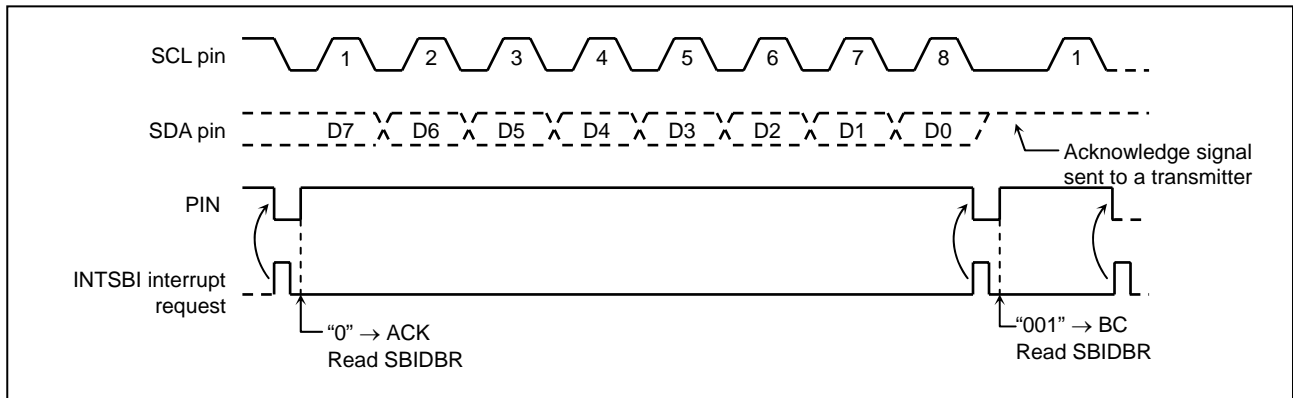 SCL pin
1 2 3 4 5 6 7 8 1
SDA pin
D7 D6 D5 D4 D3 D2 D1 D0
Acknowledge signal
sent to a transmitter
PIN
INTSBI interrupt
request
“0” → ACK
Read SBIDBR
“001” → BC
Read SBIDBR